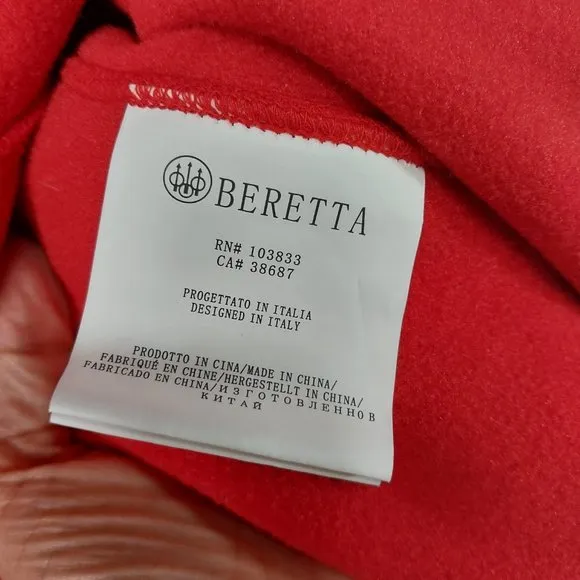 BERETTA
RN# 103833
CA# 38687
PROGETTATO IN ITALIA
DESIGNED IN ITALY
PRODOTTO IN CINA/MADE IN CHINA/
FABRIQUÉ EN CHINE/HERGESTELLT IN CHINA/
FABRICADO EN CHINA/ИЗГОТОВЛЕННО В
КИТАЙ